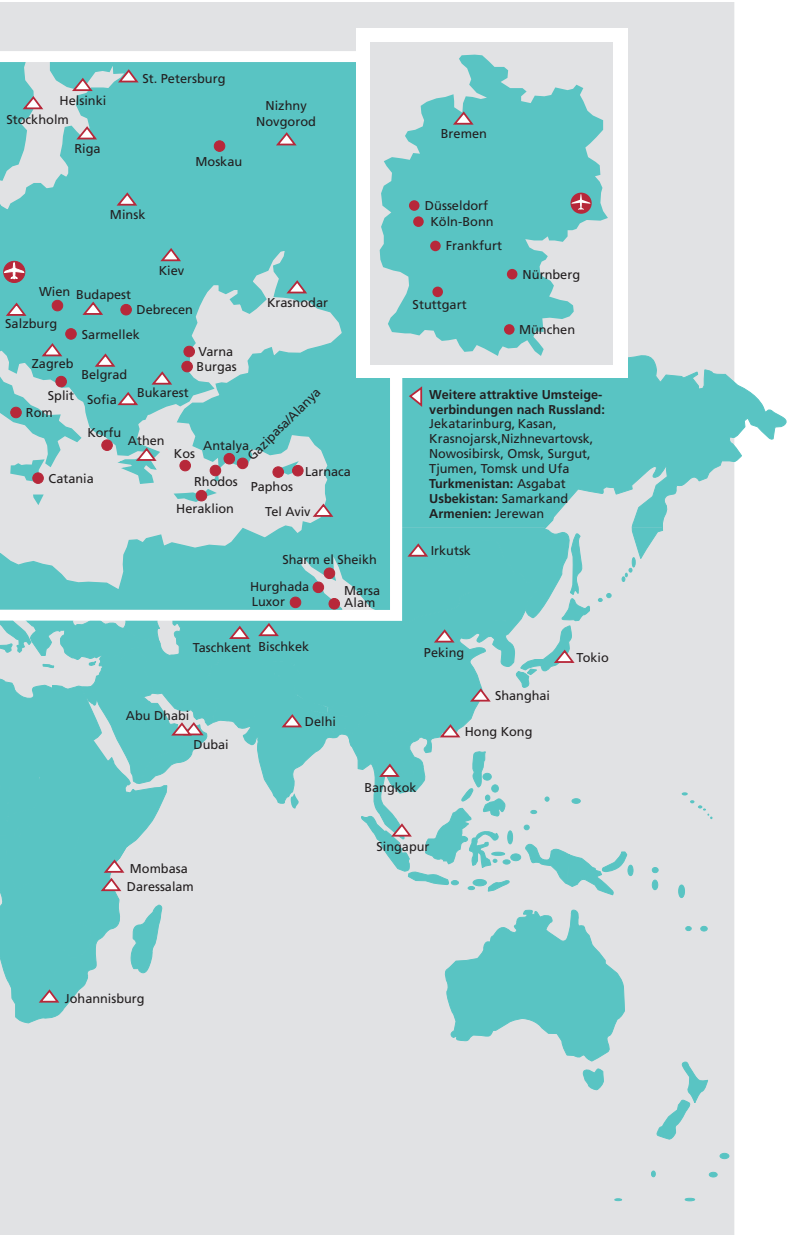 St. Petersburg
Helsinki
Stockholm
Nizhny
Novgorod
Riga
Moskau
Minsk
Kiev
Krasnodar
Wien
Budapest
Debrecen
Salzburg
Sarmellek
Zagreb
Belgrad
Varna
Burgas
Split
Sofia
Bukarest
Rom
Korfu
Athen
Kos
Antalya
Gazipasa/Alanya
Catania
Rhodos
Paphos
Larnaca
Heraklion
Tel Aviv
Sharm el Sheikh
Hurghada
Marsa
Alam
Luxor
Bremen
Düsseldorf
Köln-Bonn
Frankfurt
Nürnberg
Stuttgart
München
Weitere attraktive Umsteige-
verbindungen nach Russland:
Jekatarinburg, Kasan,
Krasnojarsk,Nizhnevartovsk,
Nowosibirsk, Omsk, Surgut,
Tjumen, Tomsk und Ufa
Turkmenistan: Asgabat
Usbekistan: Samarkand
Armenien: Jerewan
Irkutsk
Taschkent
Bischkek
Peking
Tokio
Shanghai
Abu Dhabi
Dubai
Delhi
Hong Kong
Bangkok
Singapur
Mombasa
Daressalam
Johannisburg